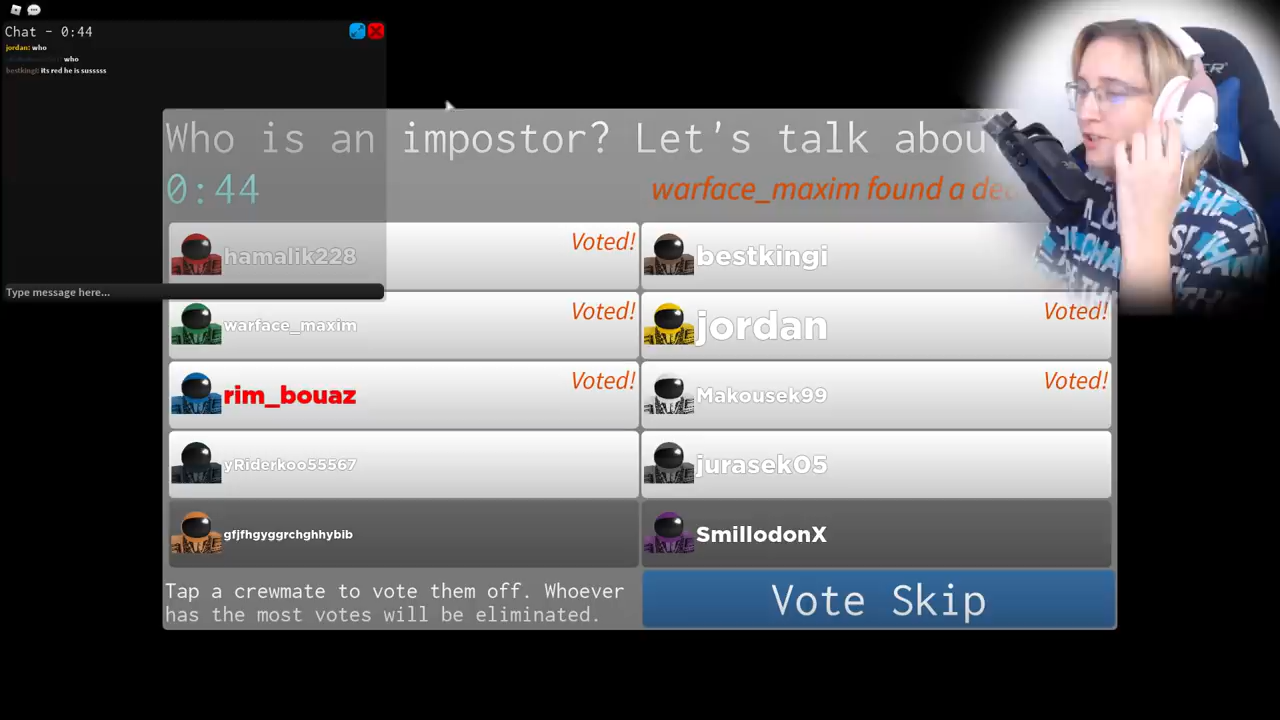 Chat - 0:44
jordan: who
who
bestkingi: its red he is susssss
Type message here...
Who is an impostor? Let's talk about
0:44
warface_maxim found a
hamalik228
Voted!
bestkingi
warface_maxim
Voted!
jordan
Voted!
rim_bouaz
Voted!
Makousek99
Voted!
yRiderkoo55567
jurasek05
gfjfhgyggrchghhybib
SmillodonX
Tap a crewmate to vote them off. Whoever
has the most votes will be eliminated.
Vote Skip